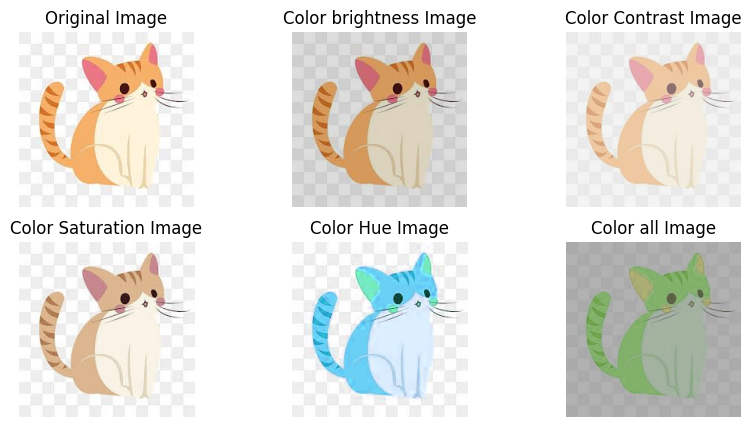 Original Image
Color brightness Image
Color Contrast Image
Color Saturation Image
Color Hue Image
Color all Image